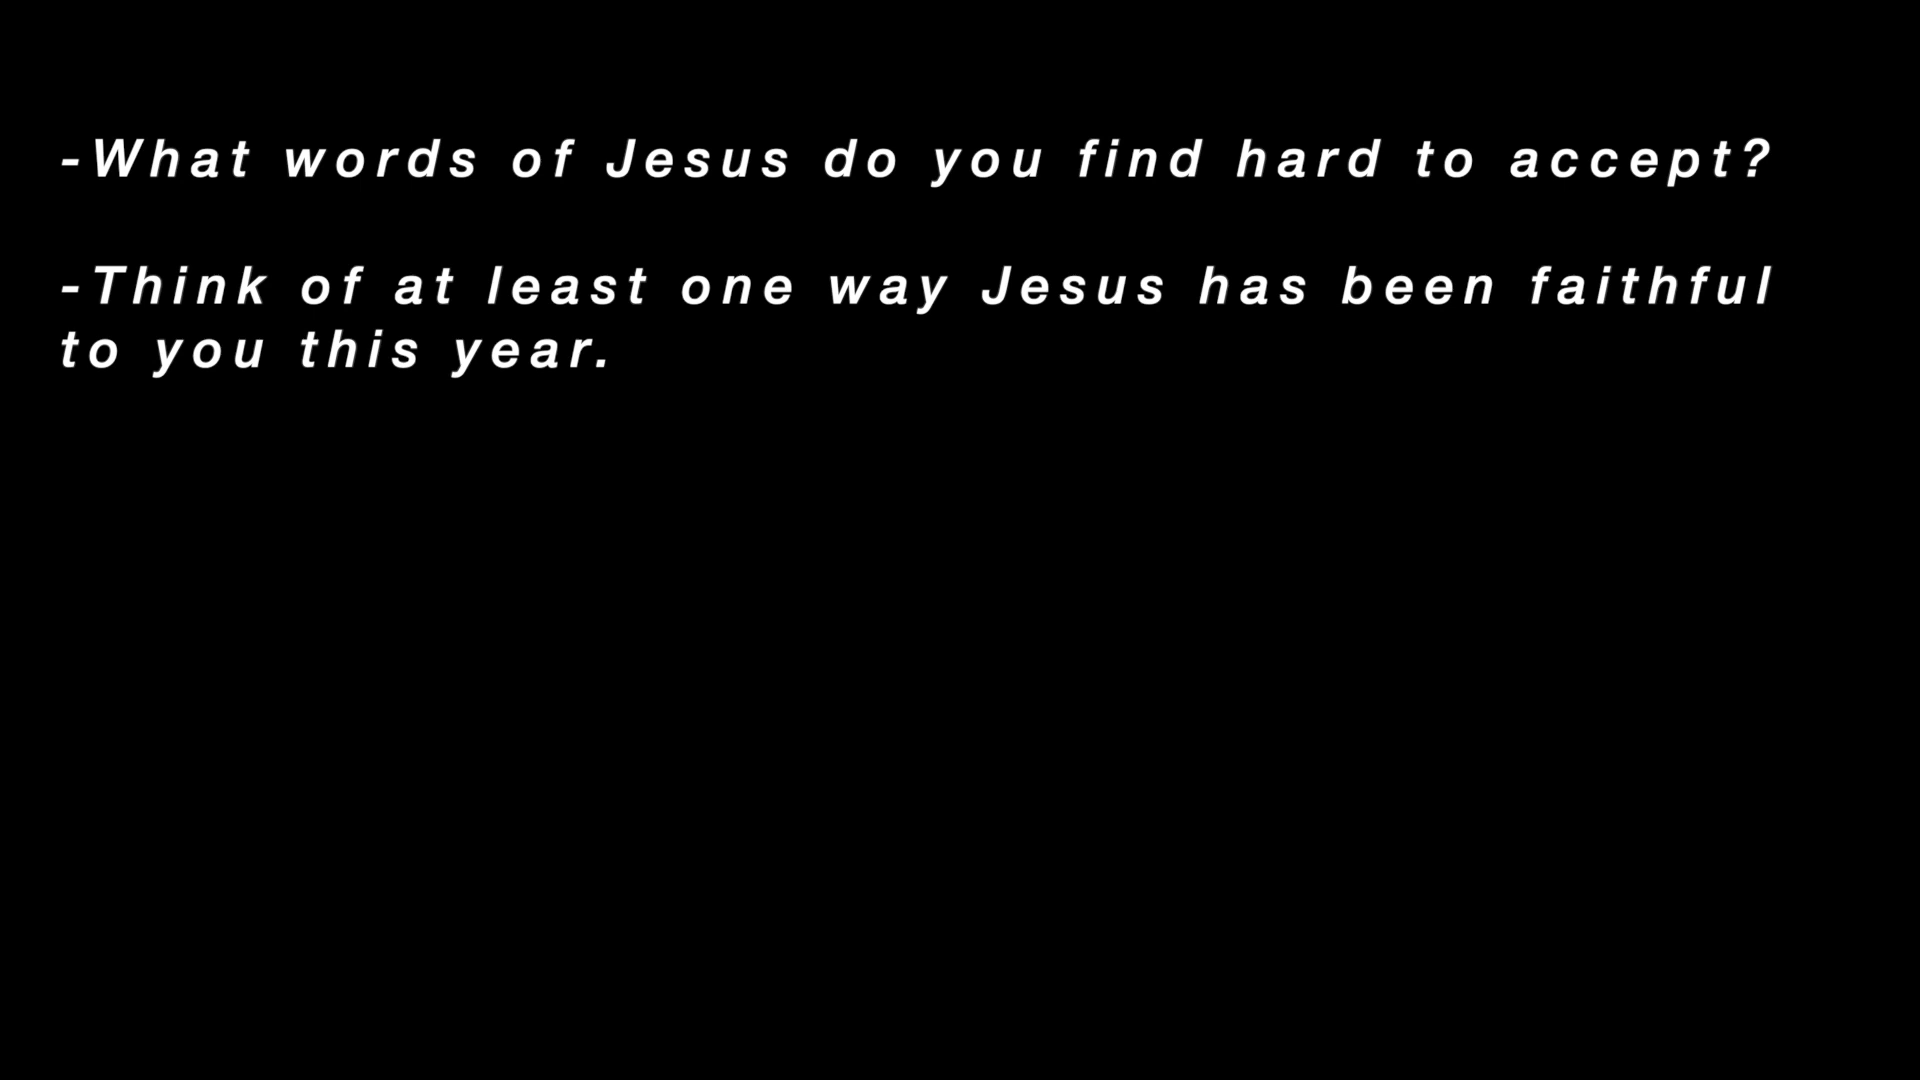 -What words of Jesus do you find hard to accept?
-Think of at least one way Jesus has been faithful
to you this year.